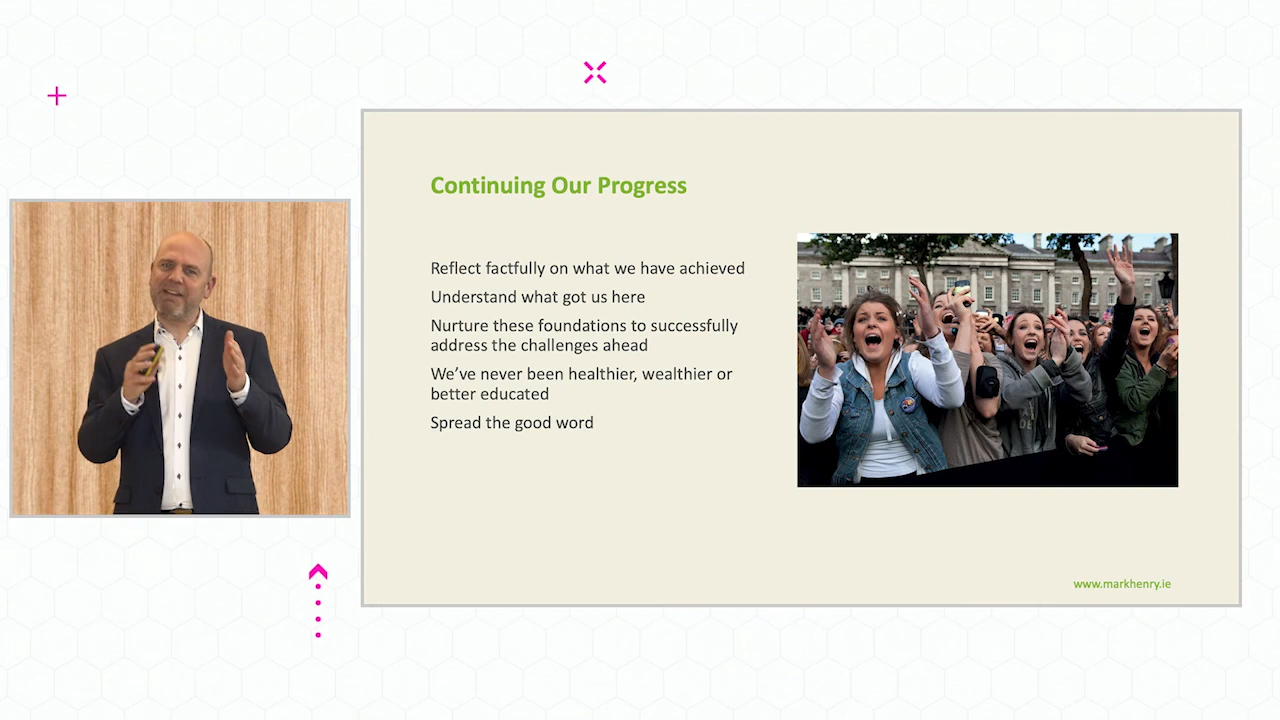 Continuing Our Progress
Reflect factfully on what we have achieved
Understand what got us here
Nurture these foundations to successfully
address the challenges ahead
We’ve never been healthier, wealthier or
better educated
Spread the good word
www.markhenry.ie